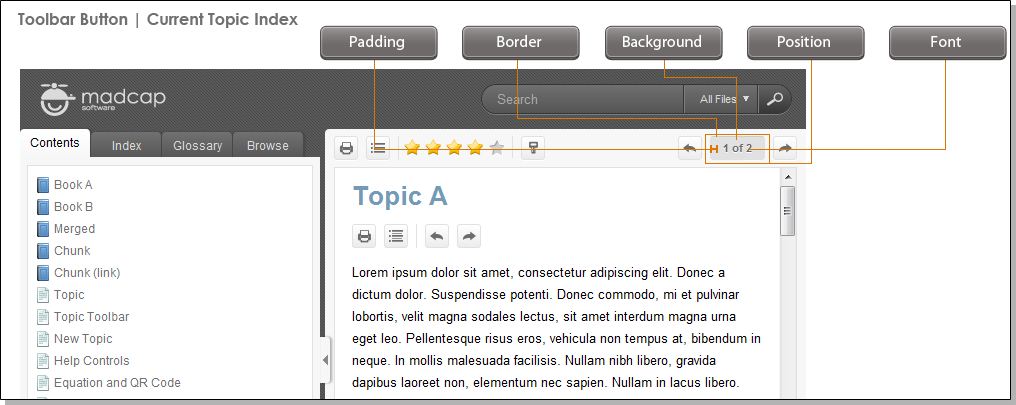 Toolbar Button | Current Topic Index
Padding
Border
Background
Position
Font
madcap
software
Search
All Files
Contents
Index
Glossary
Browse
1 of 2
Book A
Book B
Merged
Chunk
Chunk (link)
Topic
Topic Toolbar
New Topic
Help Controls
Equation and QR Code
Topic A
Lorem ipsum dolor sit amet, consectetur adipiscing elit. Donec a
dictum dolor. Suspendisse potenti. Donec commodo, mi et pulvinar
lobortis, velit magna sodales lectus, sit amet interdum magna urna
eget leo. Pellentesque risus eros, vehicula non tempus at, bibendum in
neque. In mollis malesuada facilisis. Nullam nibh libero, gravida
dapibus laoreet non, elementum nec sapien. Nullam in lacus libero.